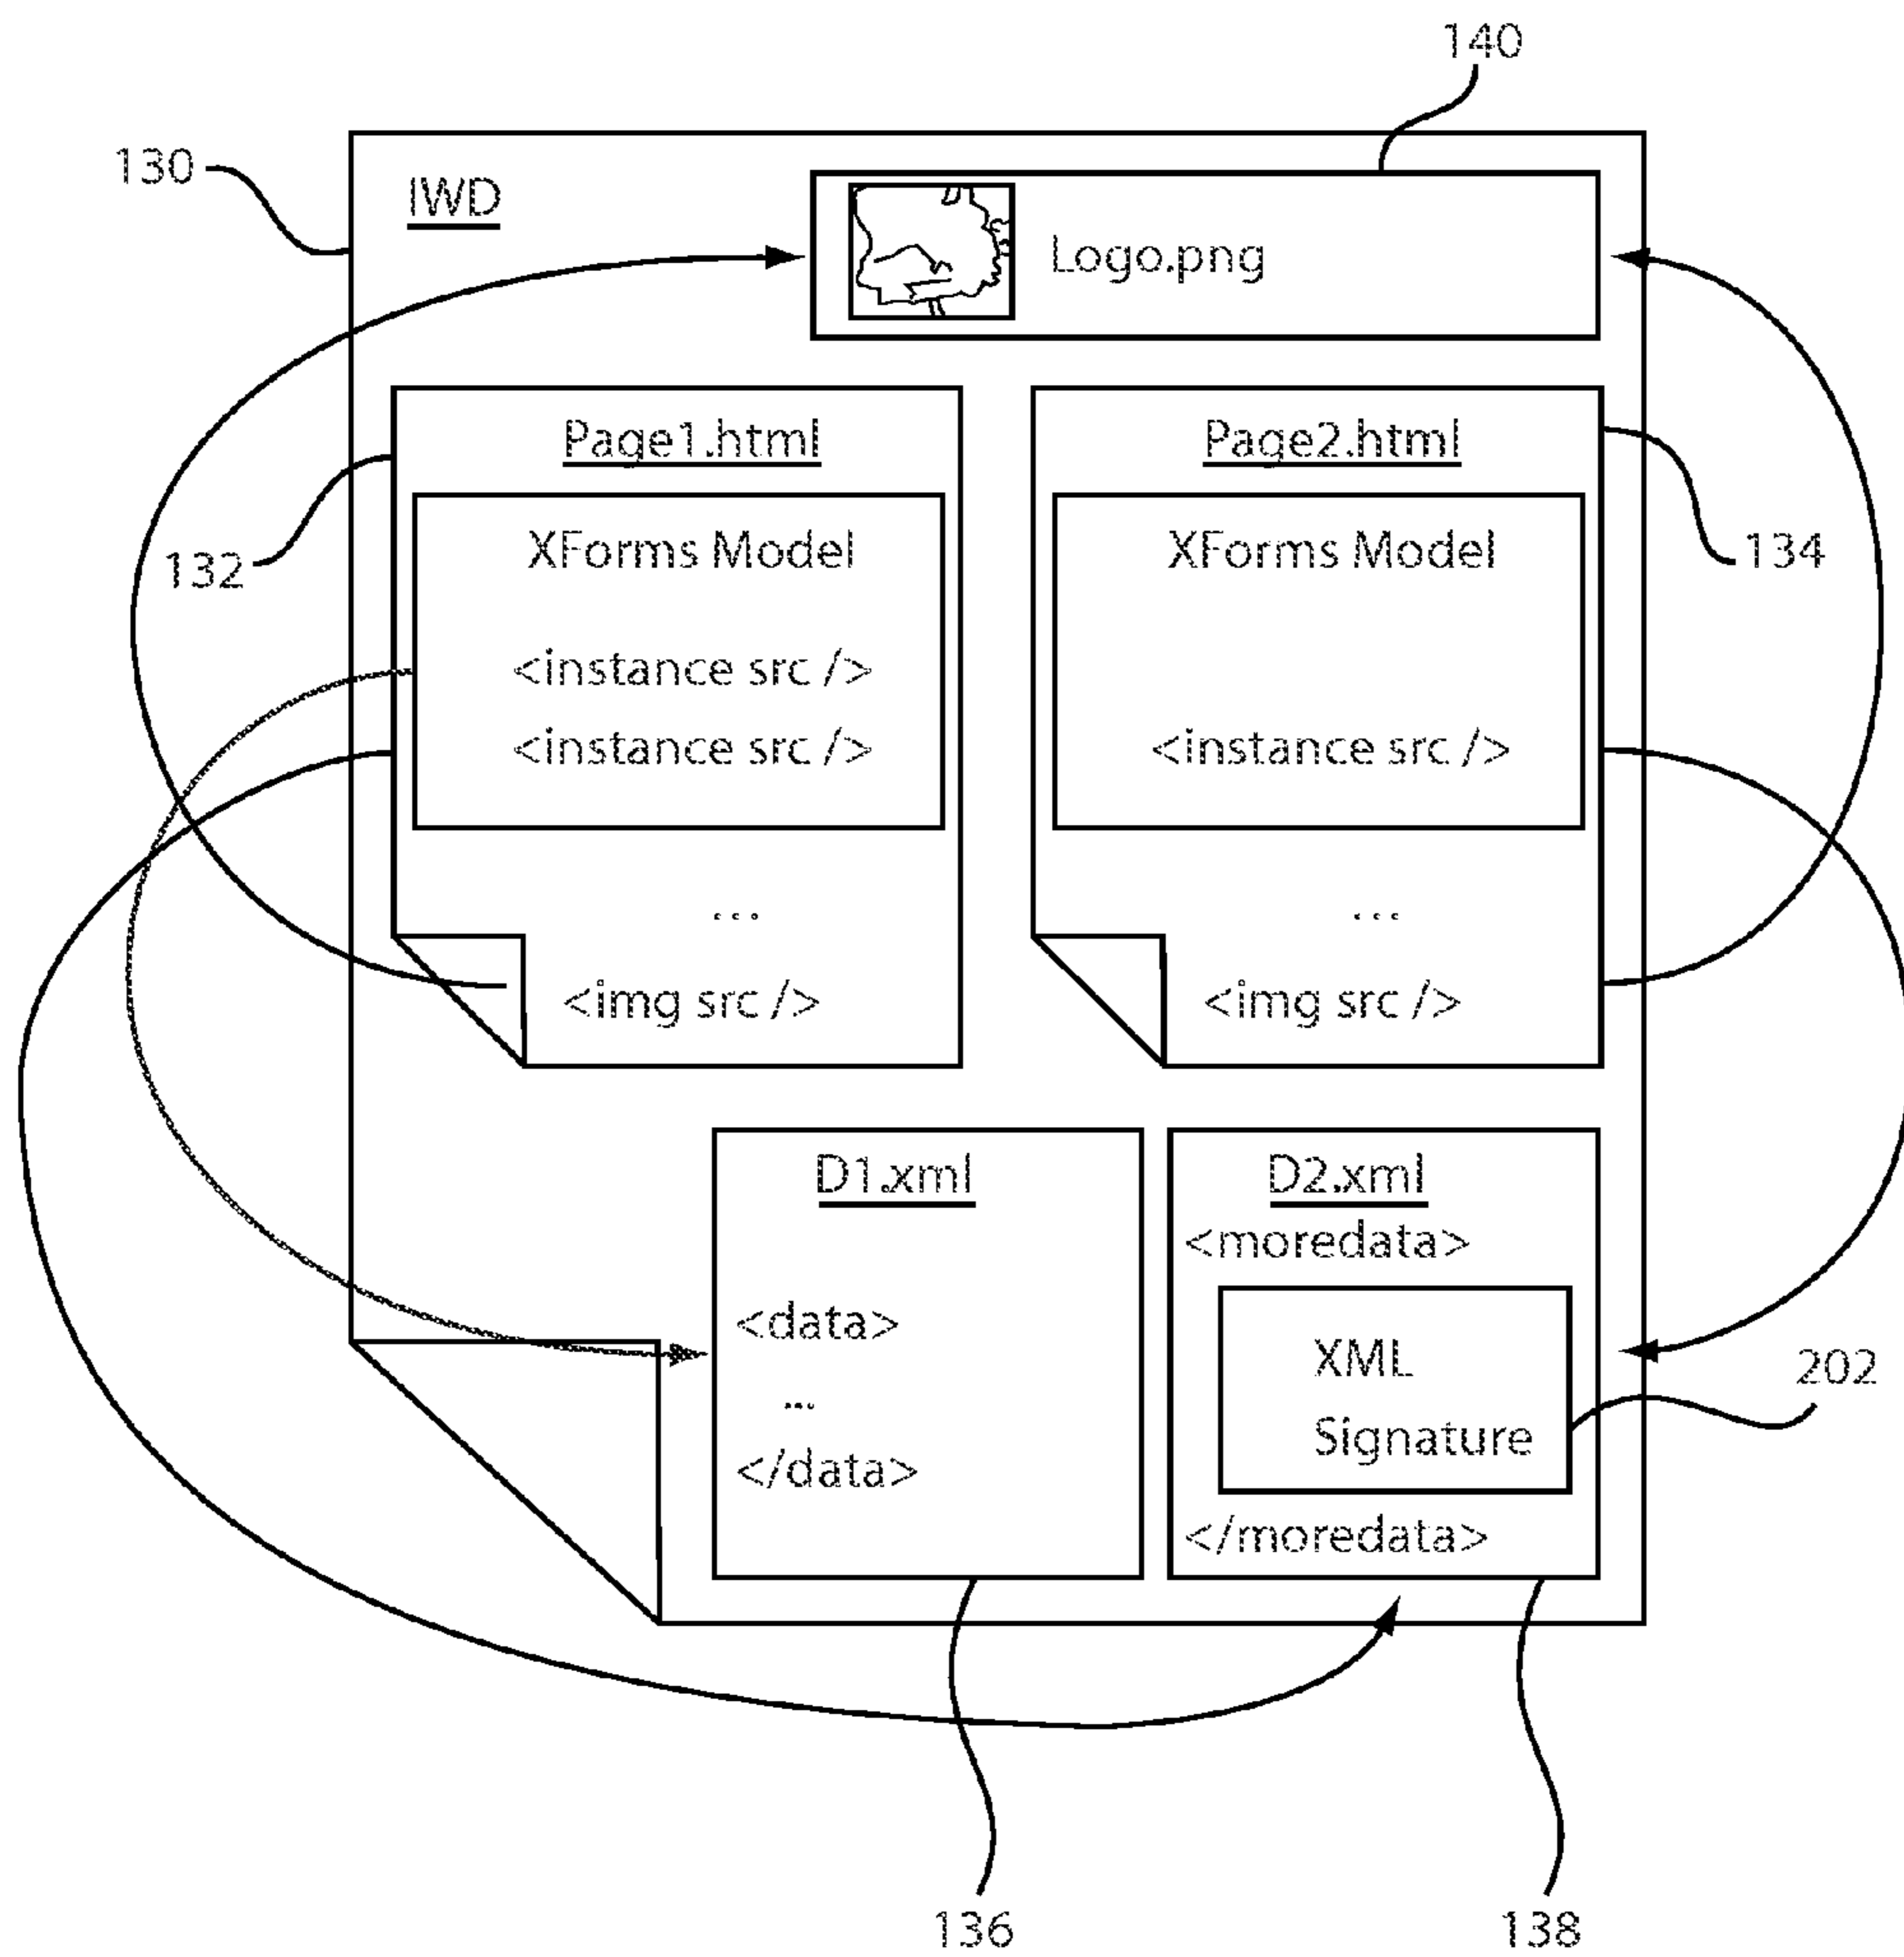 140
130
IWD
Logo.png
Page1.html
Page2.html
132
XForms Model
XForms Model
134
<instance src />
<instance src />
<instance src />
...
...
<img src />
<img src />
D1.xml
D2.xml
<moredata>
<data>
XML
202
...
Signature
</data>
</moredata>
136
138